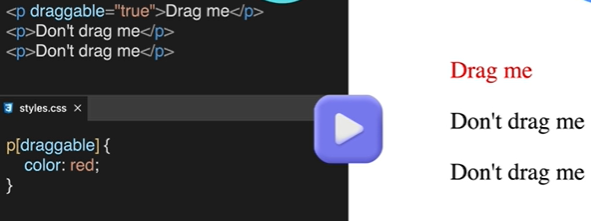 <p draggable="true">Drag me</p>
<p>Don't drag me</p>
<p>Don't drag me</p>
styles.css ×
p[draggable] {
color: red;
}
Drag me
Don't drag me
Don't drag me